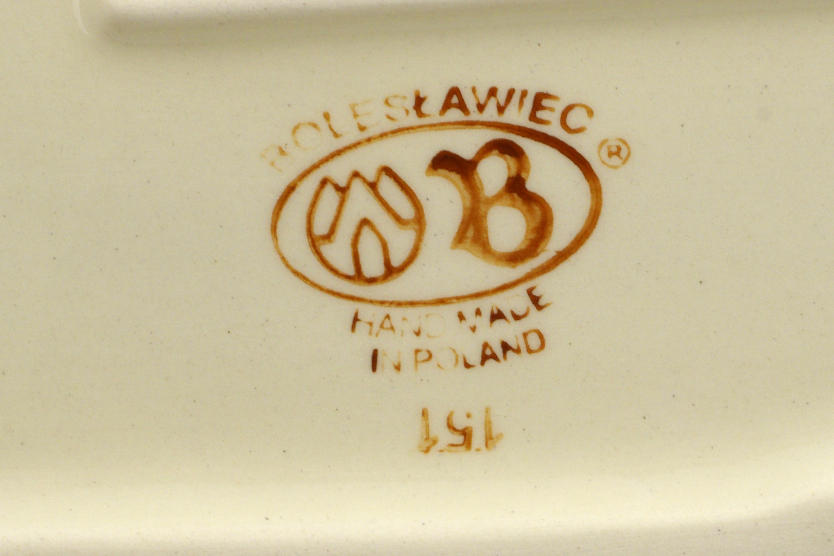 BOLESŁAWIEC
®
B
HAND MADE
IN POLAND
151